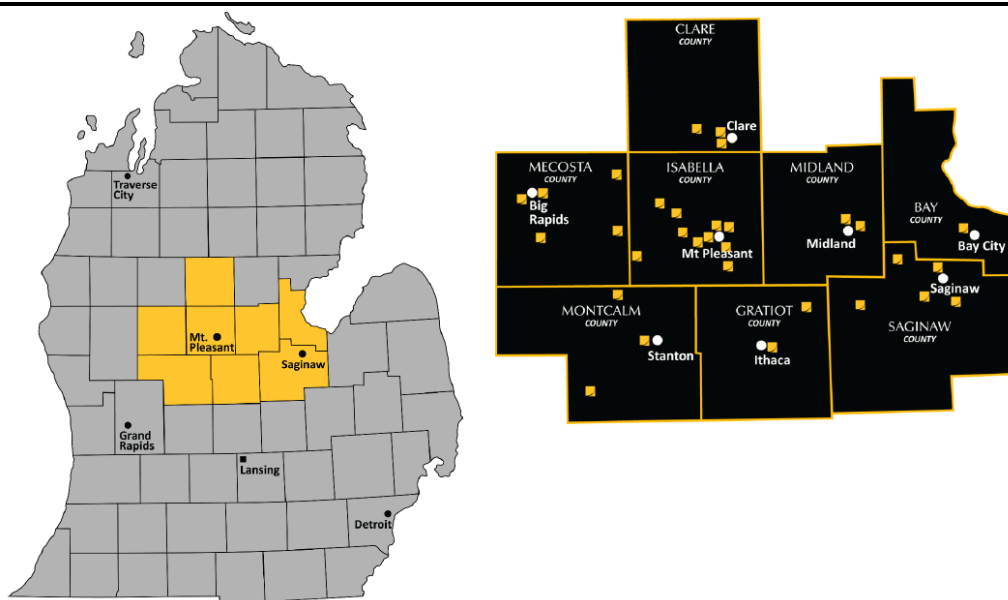 Traverse
City
Mt.
Pleasant
Saginaw
Grand
Rapids
Lansing
Detroit
CLARE
COUNTY
Clare
MECOSTA
COUNTY
Big
Rapids
ISABELLA
COUNTY
Mt Pleasant
MIDLAND
COUNTY
Midland
BAY
COUNTY
Bay City
MONTCALM
COUNTY
Stanton
GRATIOT
COUNTY
Ithaca
Saginaw
SAGINAW
COUNTY